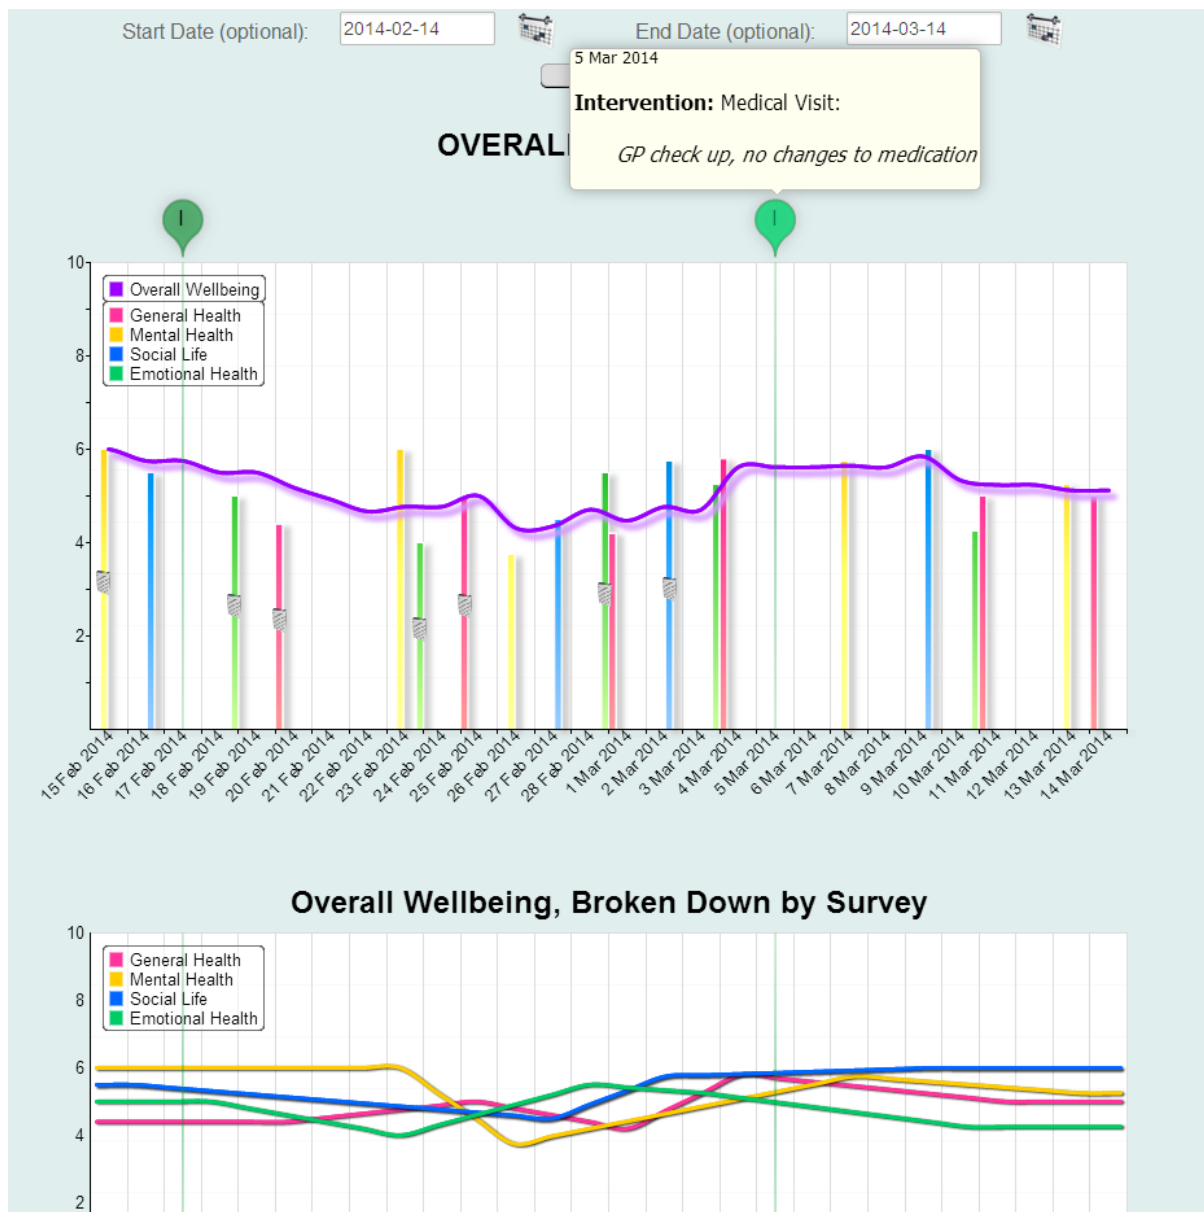 Start Date (optional): 2014-02-14 End Date (optional): 2014-03-14
5 Mar 2014
Intervention: Medical Visit:
GP check up, no changes to medication
OVERAL
I I
10
8
6
4
2
Overall Wellbeing
General Health
Mental Health
Social Life
Emotional Health
15 Feb 2014
16 Feb 2014
17 Feb 2014
18 Feb 2014
19 Feb 2014
20 Feb 2014
21 Feb 2014
22 Feb 2014
23 Feb 2014
24 Feb 2014
25 Feb 2014
26 Feb 2014
27 Feb 2014
28 Feb 2014
1 Mar 2014
2 Mar 2014
3 Mar 2014
4 Mar 2014
5 Mar 2014
6 Mar 2014
7 Mar 2014
8 Mar 2014
9 Mar 2014
10 Mar 2014
11 Mar 2014
12 Mar 2014
13 Mar 2014
14 Mar 2014
Overall Wellbeing, Broken Down by Survey
10
8
6
4
2
General Health
Mental Health
Social Life
Emotional Health